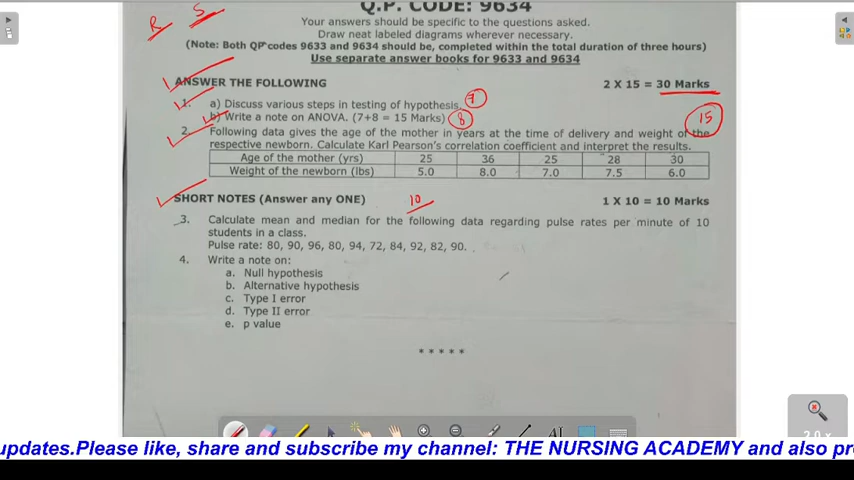 Q.P. CODE: 9634
R S
Your answers should be specific to the questions asked.
Draw neat labeled diagrams wherever necessary.
(Note: Both QP codes 9633 and 9634 should be, completed within the total duration of three hours)
Use separate answer books for 9633 and 9634
ANSWER THE FOLLOWING 2 X 15 = 30 Marks
1. a) Discuss various steps in testing of hypothesis. 7
b) Write a note on ANOVA. (7+8 = 15 Marks) 8 15
2. Following data gives the age of the mother in years at the time of delivery and weight of the
respective newborn. Calculate Karl Pearson's correlation coefficient and interpret the results.
Age of the mother (yrs) 25 36 25 28 30
Weight of the newborn (lbs) 5.0 8.0 7.0 7.5 6.0
SHORT NOTES (Answer any ONE) 10 1 X 10 = 10 Marks
3. Calculate mean and median for the following data regarding pulse rates per minute of 10
students in a class.
Pulse rate: 80, 90, 96, 80, 94, 72, 84, 92, 82, 90.
4. Write a note on:
a. Null hypothesis
b. Alternative hypothesis
c. Type I error
d. Type II error
e. p value
*****
2.0 x
updates.Please like, share and subscribe my channel: THE NURSING ACADEMY and also pr